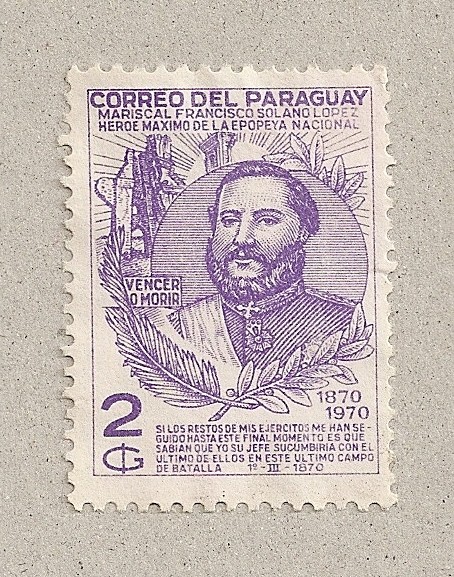 CORREO DEL PARAGUAY
MARISCAL FRANCISCO SOLANO LOPEZ
HEROE MAXIMO DE LA EPOPEYA NACIONAL
VENCER
O MORIR
1870
1970
2
₲
SI LOS RESTOS DE MIS EJERCITOS ME HAN SE-
GUIDO HASTA ESTE FINAL MOMENTO ES QUE
SABIAN QUE YO SU JEFE SUCUMBIRIA CON EL
ULTIMO DE ELLOS EN ESTE ULTIMO CAMPO
DE BATALLA 1º-III-1870